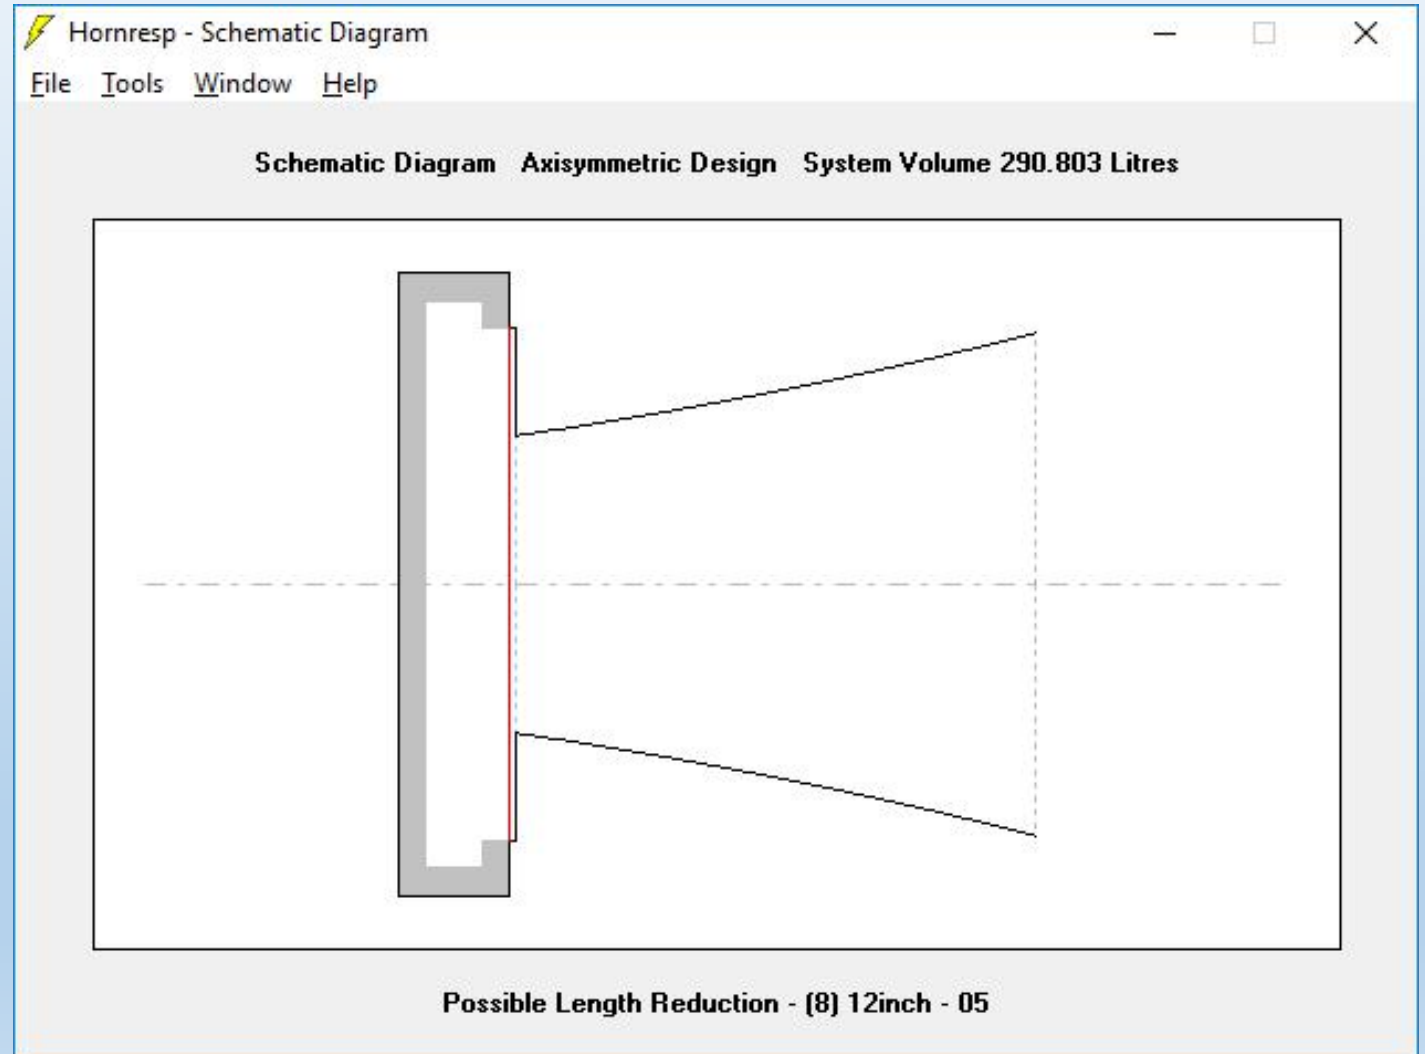 Hornresp - Schematic Diagram
File Tools Window Help
Schematic Diagram Axisymmetric Design System Volume 290.803 Litres
Possible Length Reduction - (8) 12inch - 05